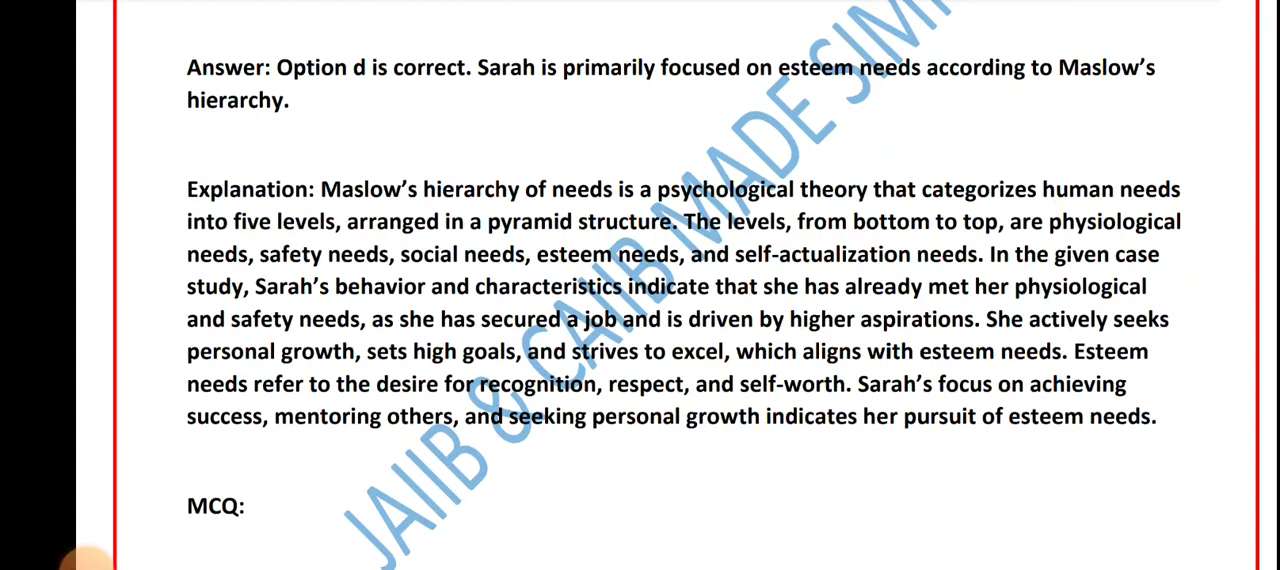 Answer: Option d is correct. Sarah is primarily focused on esteem needs according to Maslow’s
hierarchy.
Explanation: Maslow’s hierarchy of needs is a psychological theory that categorizes human needs
into five levels, arranged in a pyramid structure. The levels, from bottom to top, are physiological
needs, safety needs, social needs, esteem needs, and self-actualization needs. In the given case
study, Sarah’s behavior and characteristics indicate that she has already met her physiological
and safety needs, as she has secured a job and is driven by higher aspirations. She actively seeks
personal growth, sets high goals, and strives to excel, which aligns with esteem needs. Esteem
needs refer to the desire for recognition, respect, and self-worth. Sarah’s focus on achieving
success, mentoring others, and seeking personal growth indicates her pursuit of esteem needs.
MCQ:
JAIIB & CAIIB MADE